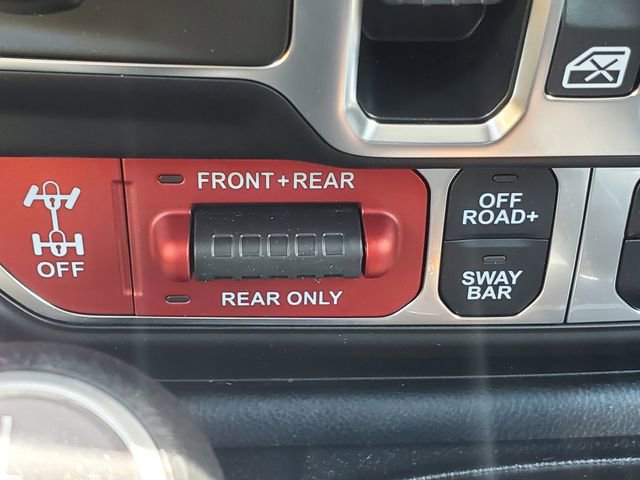 FRONT+REAR
OFF
REAR ONLY
OFF
ROAD+
SWAY
BAR